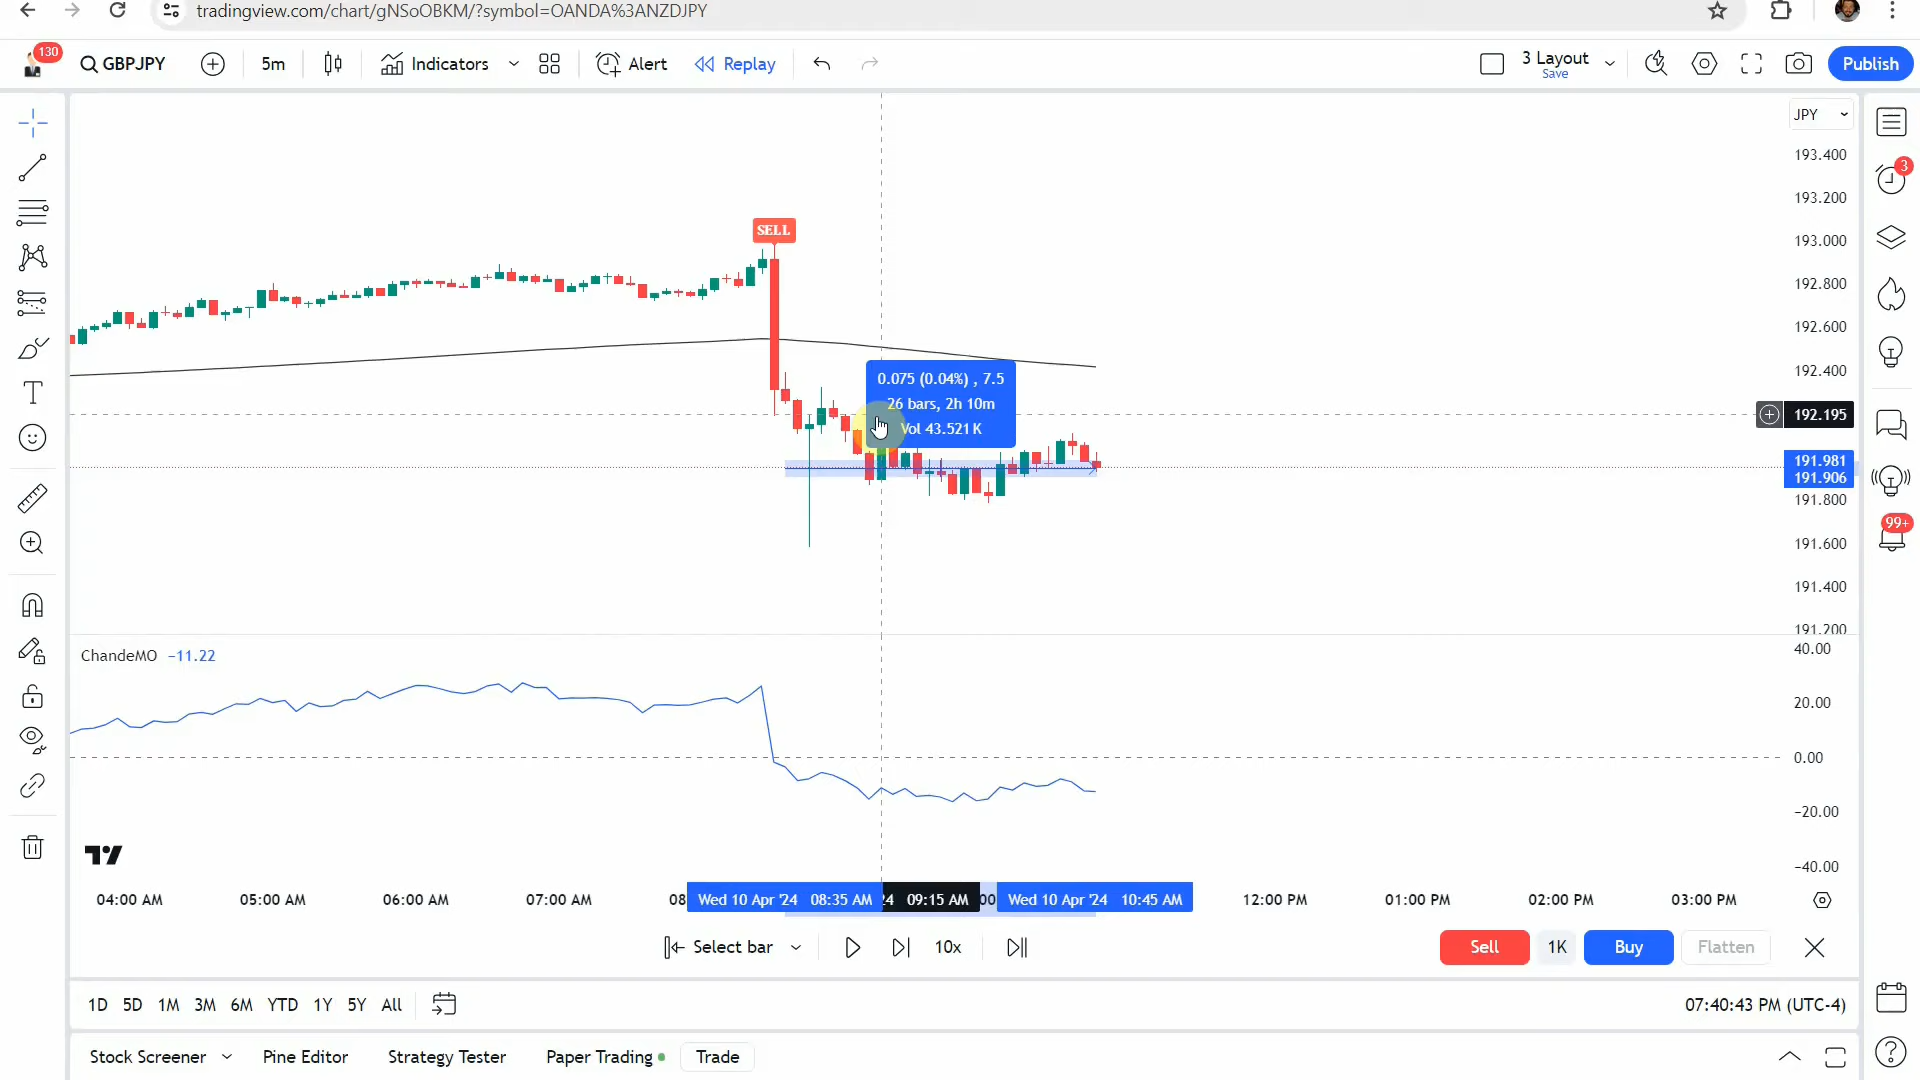 tradingview.com/chart/gNSoOBKM/?symbol=OANDA%3ANZDJPY
130
GBPJPY
5m
Indicators
Alert
Replay
3 Layout
Save
Publish
JPY
193.400
193.200
193.000
192.800
192.600
192.400
192.195
191.981
191.906
191.800
191.600
191.400
191.200
3
99+
SELL
0.075 (0.04%) , 7.5
26 bars, 2h 10m
Vol 43.521 K
ChandeMO -11.22
40.00
20.00
0.00
-20.00
-40.00
04:00 AM 05:00 AM 06:00 AM 07:00 AM 08 Wed 10 Apr '24 08:35 AM 24 09:15 AM 00 Wed 10 Apr '24 10:45 AM 12:00 PM 01:00 PM 02:00 PM 03:00 PM
Select bar
10x
Sell
1K
Buy
Flatten
1D 5D 1M 3M 6M YTD 1Y 5Y All
07:40:43 PM (UTC-4)
Stock Screener
Pine Editor
Strategy Tester
Paper Trading
Trade